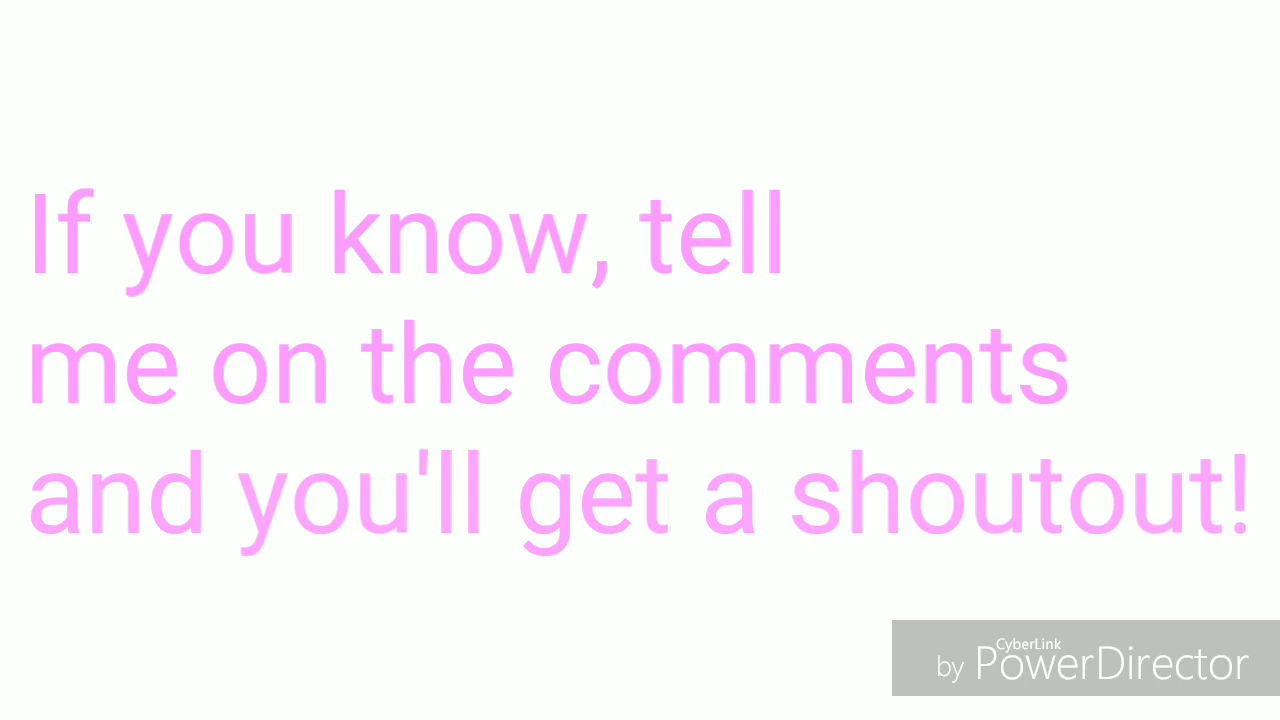 If you know, tell
me on the comments
and you'll get a shoutout!
CyberLink
by PowerDirector